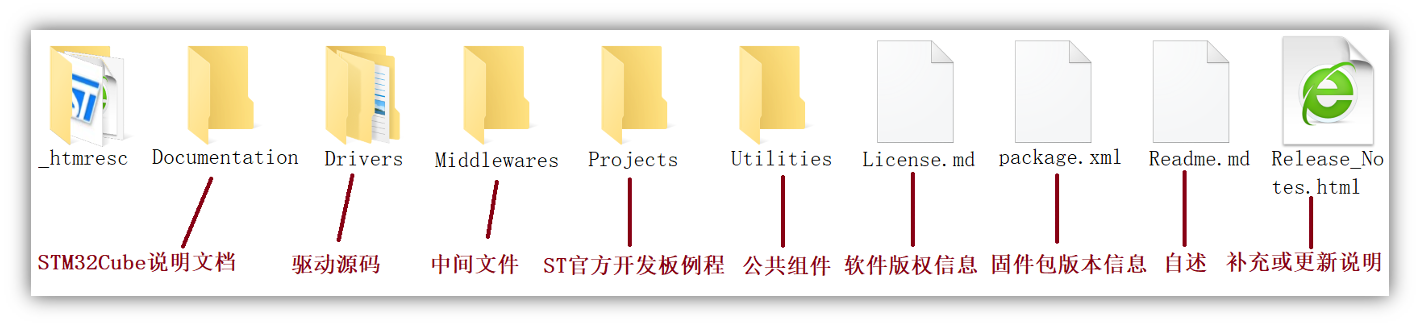 ST
_htmresc
Documentation
Drivers
Middlewares
Projects
Utilities
License.md
package.xml
Readme.md
Release_No
tes.html
STM32Cube说明文档
驱动源码
中间文件
ST官方开发板例程
公共组件
软件版权信息
固件包版本信息
自述
补充或更新说明